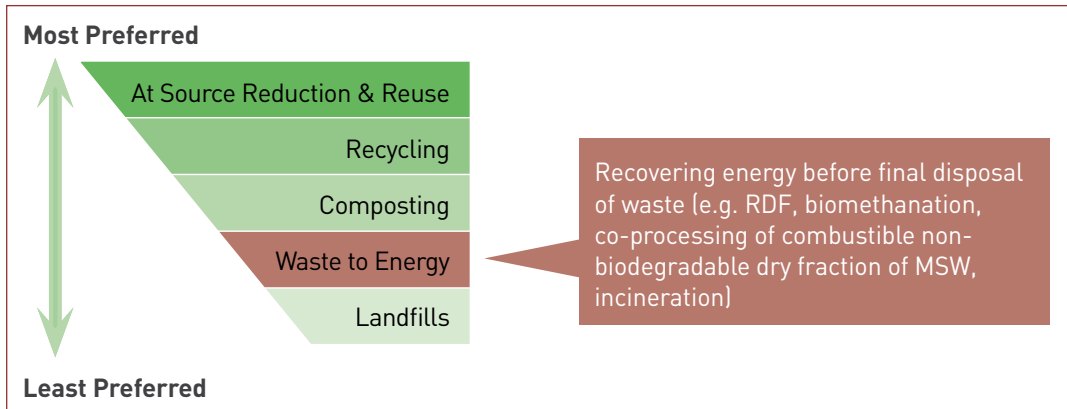 Most Preferred
At Source Reduction & Reuse
Recycling
Composting
Waste to Energy
Landfills
Least Preferred
Recovering energy before final disposal
of waste (e.g. RDF, biomethanation,
co-processing of combustible non-
biodegradable dry fraction of MSW,
incineration)